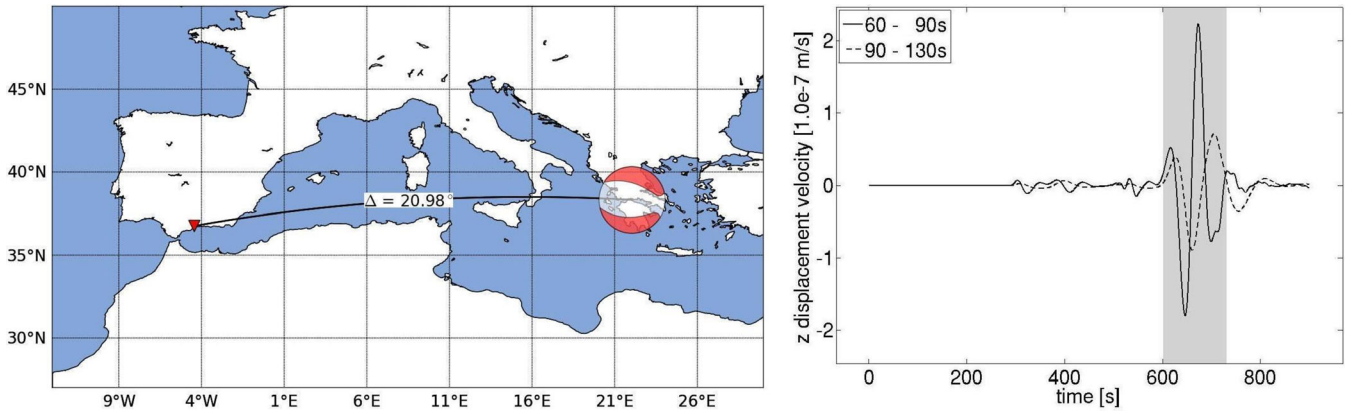 45°N
40°N
35°N
30°N
Δ = 20.98°
9°W 4°W 1°E 6°E 11°E 16°E 21°E 26°E
60 - 90s
90 - 130s
z displacement velocity [1.0e-7 m/s]
2
1
0
-1
-2
0 200 400 600 800
time [s]